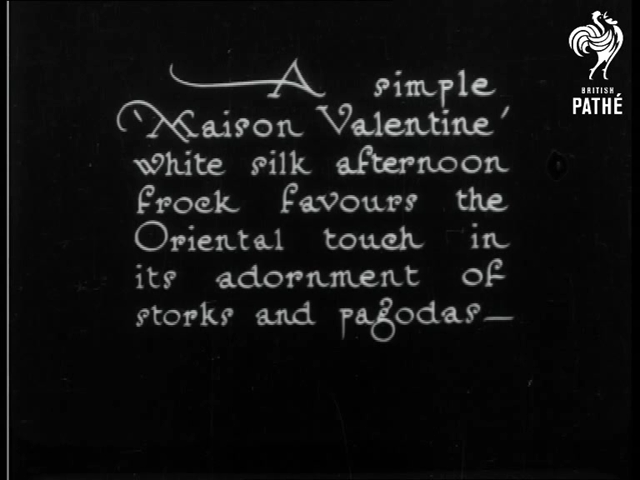 A simple
'Maison Valentine'
white silk afternoon
frock favours the
Oriental touch in
its adornment of
storks and pagodas—
BRITISH
PATHÉ